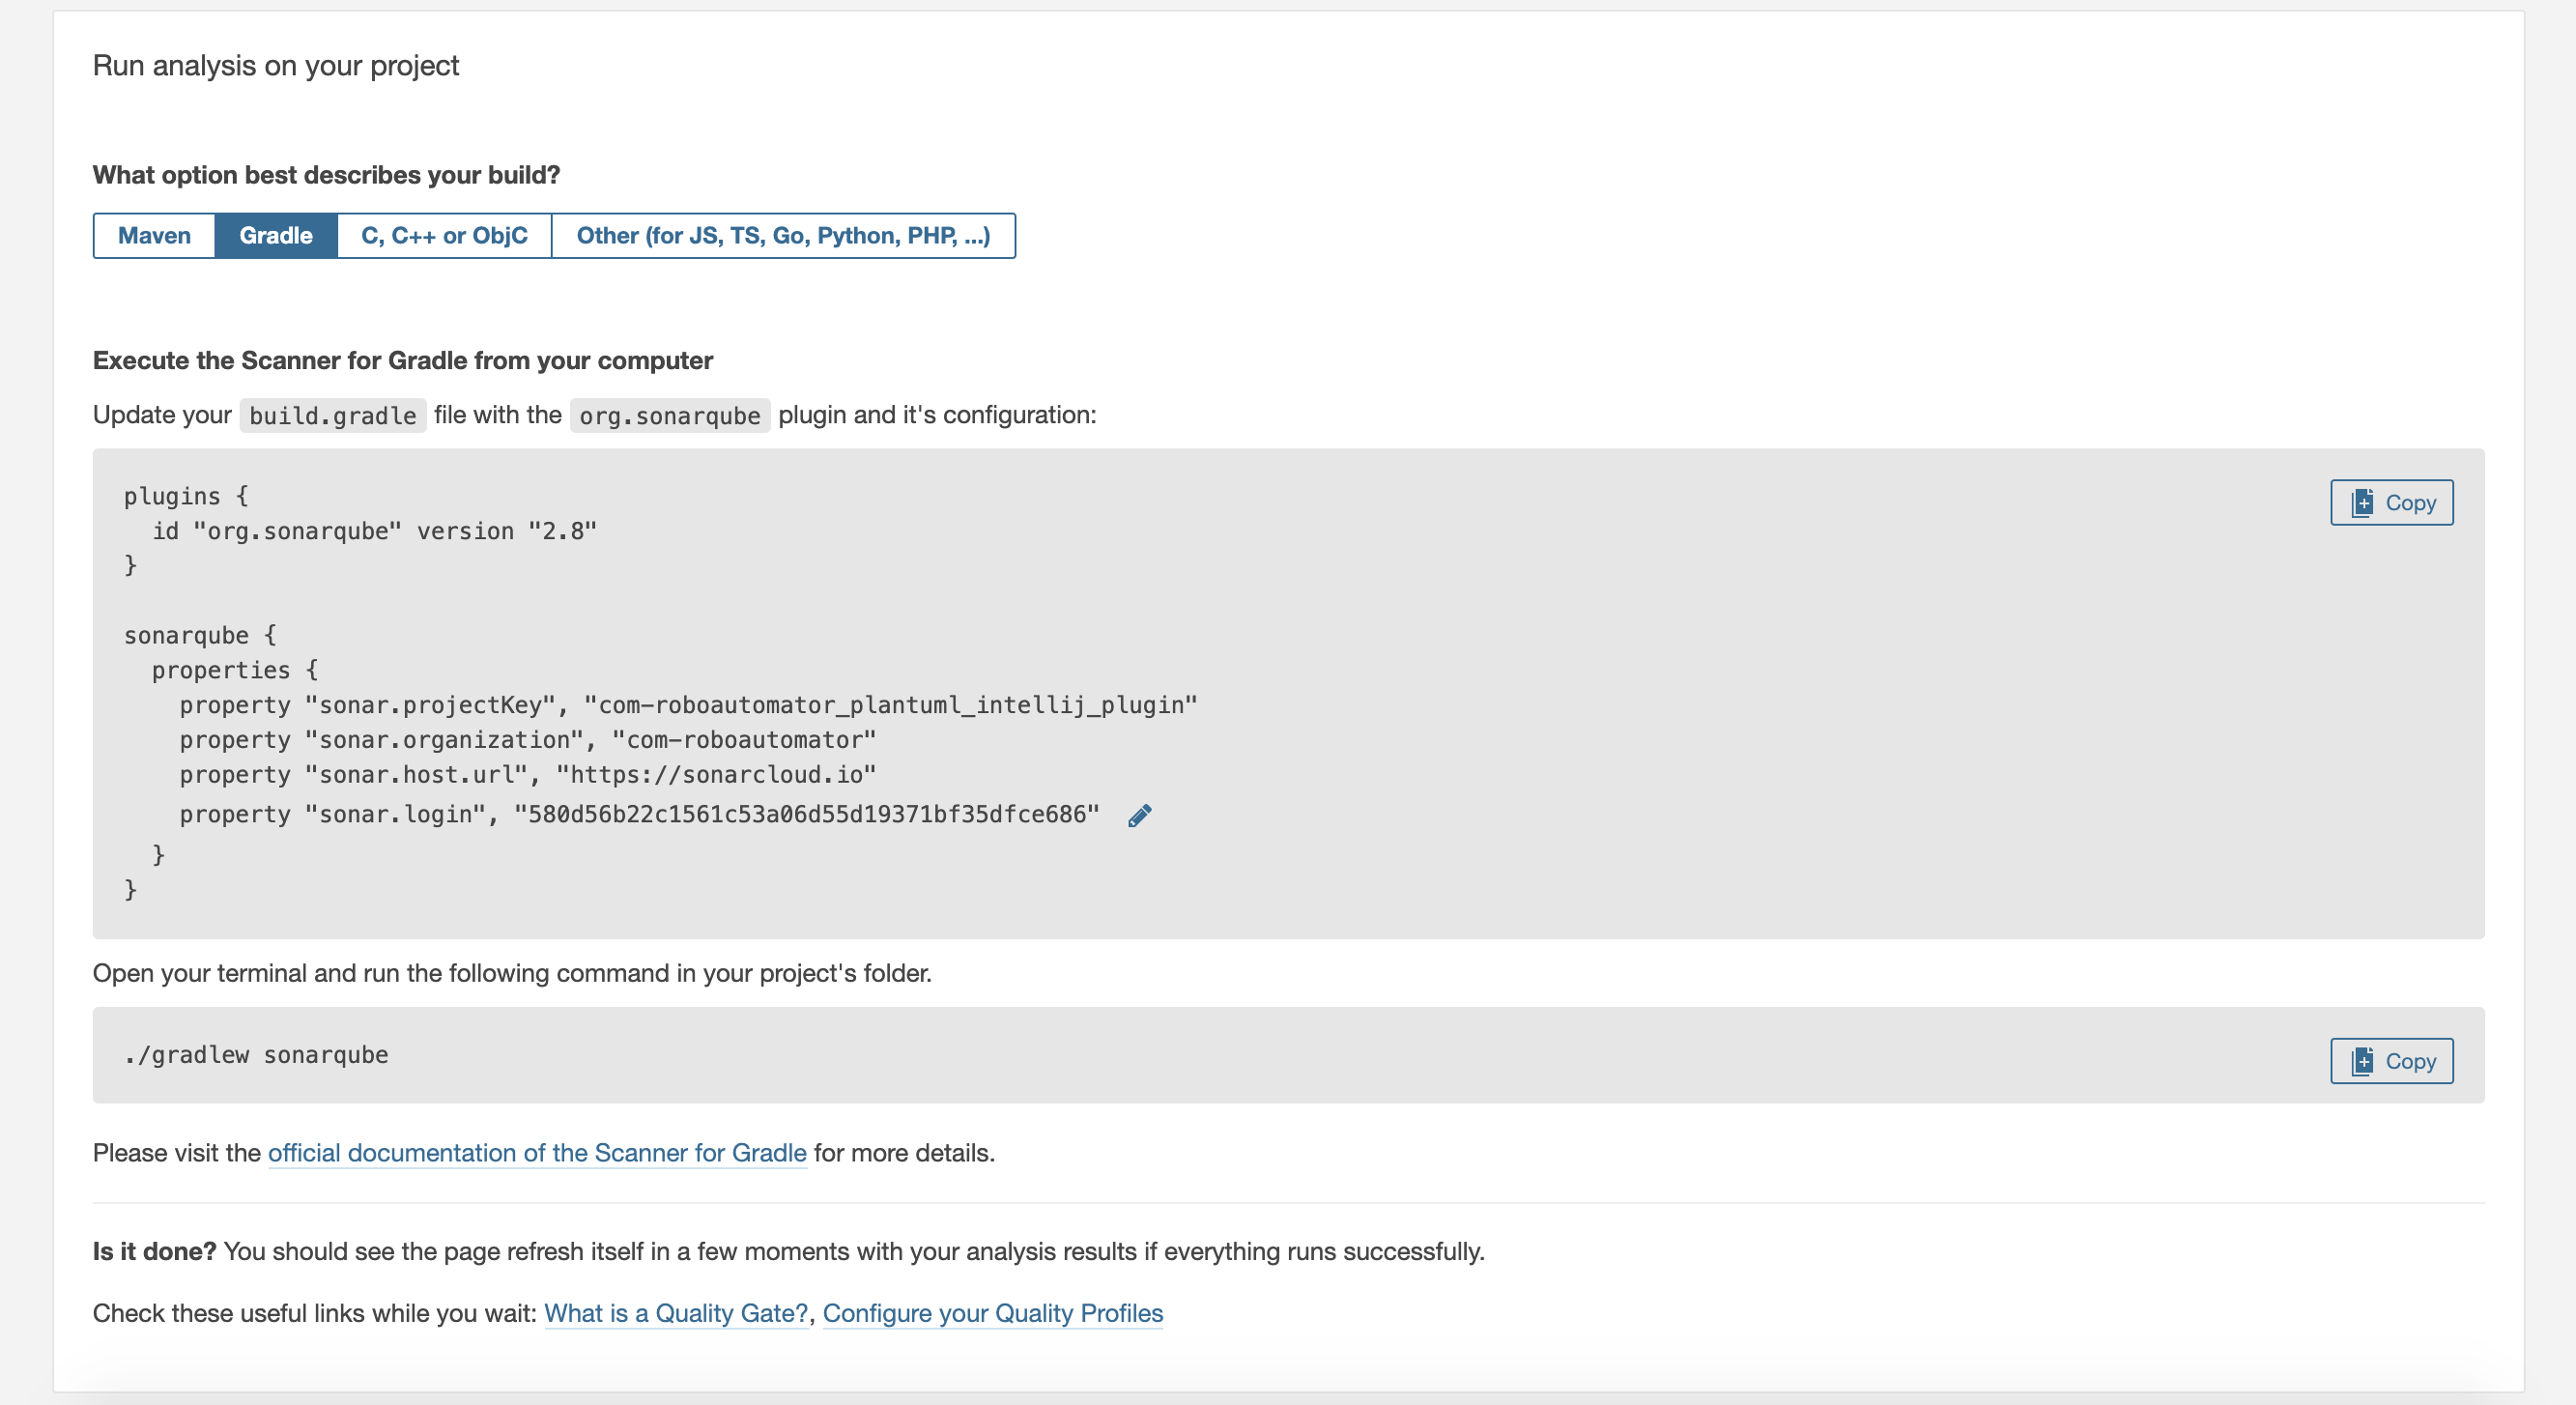 Run analysis on your project
What option best describes your build?
Maven Gradle C, C++ or ObjC Other (for JS, TS, Go, Python, PHP, ...)
Execute the Scanner for Gradle from your computer
Update your build.gradle file with the org.sonarqube plugin and it's configuration:
Copy
plugins {
  id "org.sonarqube" version "2.8"
}
sonarqube {
  properties {
    property "sonar.projectKey", "com-roboautomator_plantuml_intellij_plugin"
    property "sonar.organization", "com-roboautomator"
    property "sonar.host.url", "https://sonarcloud.io"
    property "sonar.login", "580d56b22c1561c53a06d55d19371bf35dfce686"
  }
}
Open your terminal and run the following command in your project's folder.
./gradlew sonarqube
Copy
Please visit the official documentation of the Scanner for Gradle for more details.
Is it done? You should see the page refresh itself in a few moments with your analysis results if everything runs successfully.
Check these useful links while you wait: What is a Quality Gate?, Configure your Quality Profiles